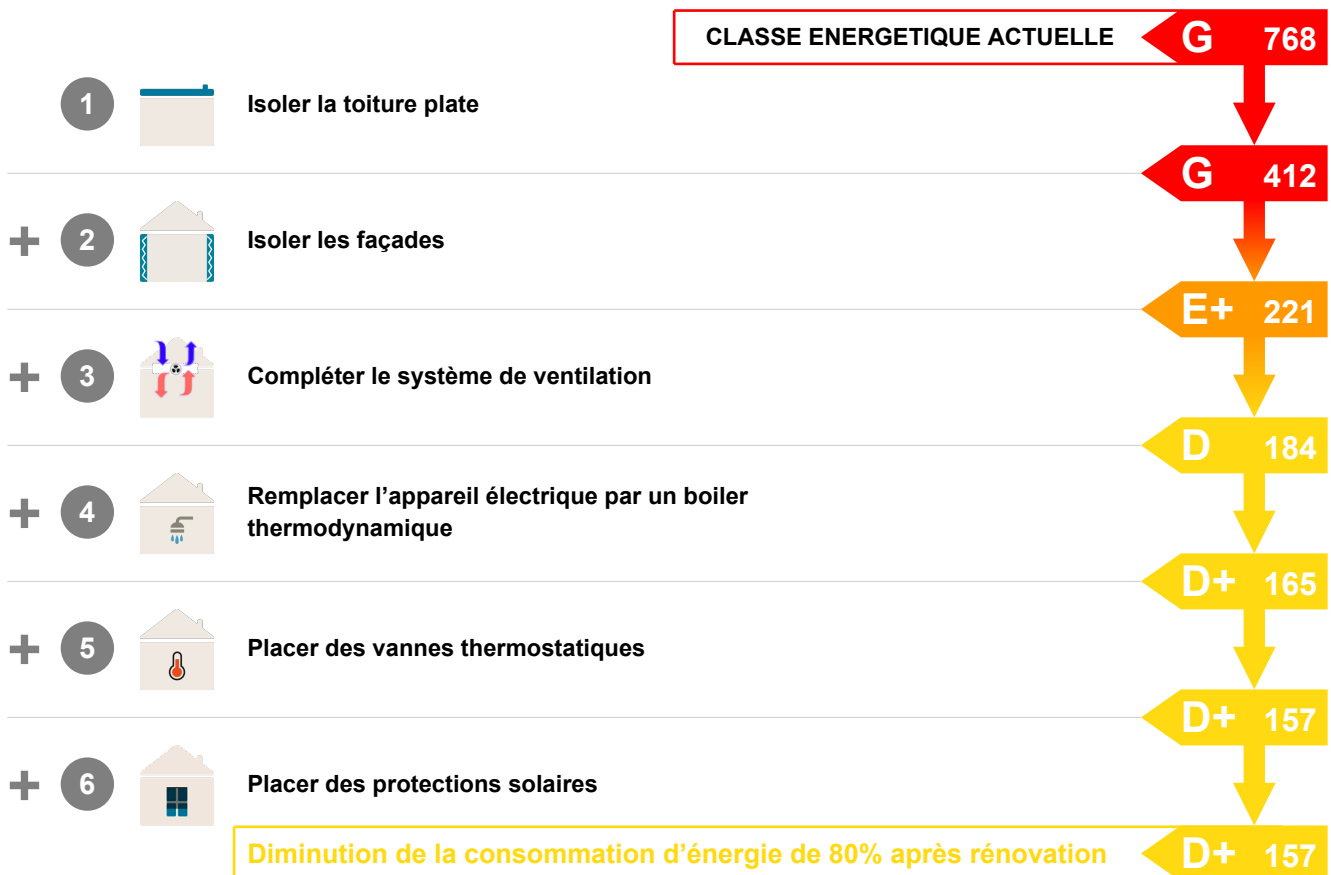 CLASSE ENERGETIQUE ACTUELLE G 768
1 Isoler la toiture plate
G 412
+ 2 Isoler les façades
E+ 221
+ 3 Compléter le système de ventilation
D 184
+ 4 Remplacer l’appareil électrique par un boiler
thermodynamique
D+ 165
+ 5 Placer des vannes thermostatiques
D+ 157
+ 6 Placer des protections solaires
Diminution de la consommation d’énergie de 80% après rénovation D+ 157